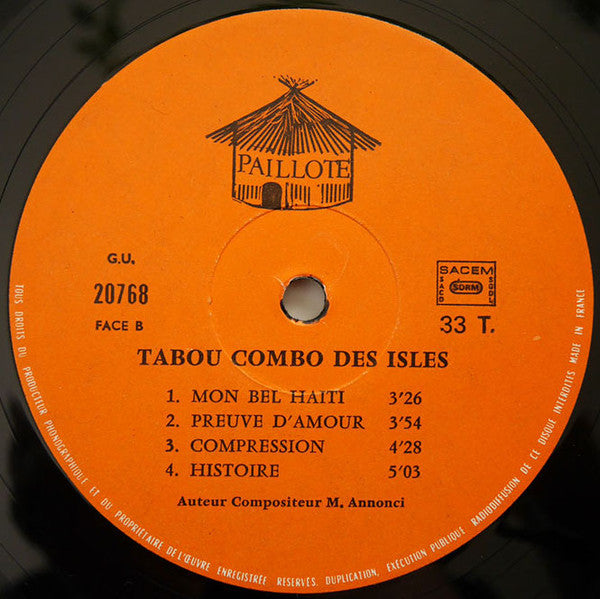 PAILLOTE
G.U.
20768
FACE B
SACEM
SACD
SDRM
SGDL
33 T.
TABOU COMBO DES ISLES
1. MON BEL HAITI 3'26
2. PREUVE D'AMOUR 3'54
3. COMPRESSION 4'28
4. HISTOIRE 5'03
Auteur Compositeur M. Annonci
TOUS DROITS DU PRODUCTEUR PHONOGRAPHIQUE ET DU PROPRIÉTAIRE DE L'ŒUVRE ENREGISTRÉE RESERVÉS. DUPLICATION, EXÉCUTION PUBLIQUE RADIODIFFUSION DE CE DISQUE INTERDITES MADE IN FRANCE